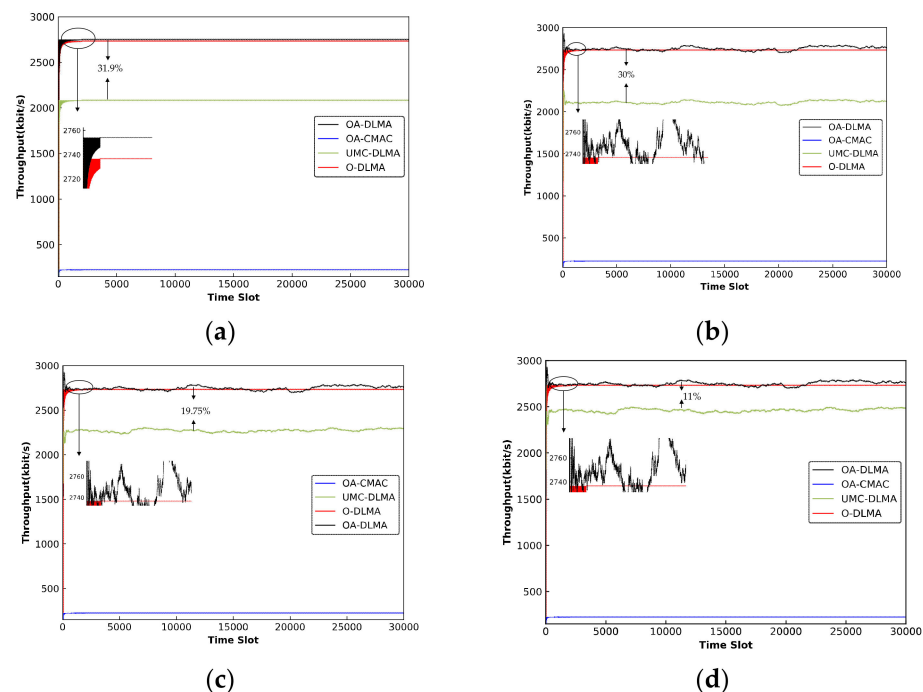 3000
2500
2000
1500
1000
500
Throughput(kbit/s)
31.9%
2760
2740
2720
OA-DLMA
OA-CMAC
UMC-DLMA
O-DLMA
0 5000 10000 15000 20000 25000 30000
Time Slot
(a)
3000
2500
2000
1500
1000
500
Throughput(kbit/s)
30%
2760
2740
OA-DLMA
OA-CMAC
UMC-DLMA
O-DLMA
0 5000 10000 15000 20000 25000 30000
Time Slot
(b)
3000
2500
2000
1500
1000
500
Throughput(kbit/s)
19.75%
2760
2740
OA-CMAC
UMC-DLMA
O-DLMA
OA-DLMA
0 5000 10000 15000 20000 25000 30000
Time Slot
(c)
3000
2500
2000
1500
1000
500
Throughput(kbit/s)
11%
2760
2740
OA-DLMA
OA-CMAC
UMC-DLMA
O-DLMA
0 5000 10000 15000 20000 25000 30000
Time Slot
(d)